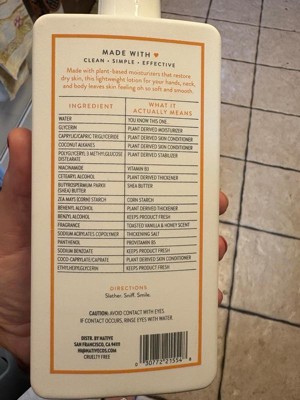 MADE WITH ♥
CLEAN • SIMPLE • EFFECTIVE
Made with plant-based moisturizers that restore
dry skin, this lightweight lotion for your hands, neck,
and body leaves skin feeling oh so soft and smooth.
INGREDIENT WHAT IT
ACTUALLY MEANS
WATER YOU KNOW THIS ONE
GLYCERIN PLANT DERIVED MOISTURIZER
CAPRYLIC/CAPRIC TRIGLYCERIDE PLANT DERIVED SKIN CONDITIONER
COCONUT ALKANES PLANT DERIVED SKIN CONDITIONER
POLYGLYCERYL-3 METHYLGLUCOSE PLANT DERIVED STABILIZER
DISTEARATE
NIACINAMIDE VITAMIN B3
CETEARYL ALCOHOL PLANT DERIVED THICKENER
BUTYROSPERMUM PARKII SHEA BUTTER
(SHEA) BUTTER
ZEA MAYS (CORN) STARCH CORN STARCH
BEHENYL ALCOHOL PLANT DERIVED THICKENER
BENZYL ALCOHOL KEEPS PRODUCT FRESH
FRAGRANCE TOASTED VANILLA & HONEY SCENT
SODIUM ACRYLATES COPOLYMER THICKENING SALT
PANTHENOL PROVITAMIN B5
SODIUM BENZOATE KEEPS PRODUCT FRESH
COCO-CAPRYLATE/CAPRATE PLANT DERIVED SKIN CONDITIONER
ETHYLHEXYLGLYCERIN KEEPS PRODUCT FRESH
DIRECTIONS
Slather. Sniff. Smile.
CAUTION: AVOID CONTACT WITH EYES.
IF CONTACT OCCURS, RINSE EYES WITH WATER.
DISTR. BY NATIVE
SAN FRANCISCO, CA 94111
HI@NATIVECOS.COM
CRUELTY FREE